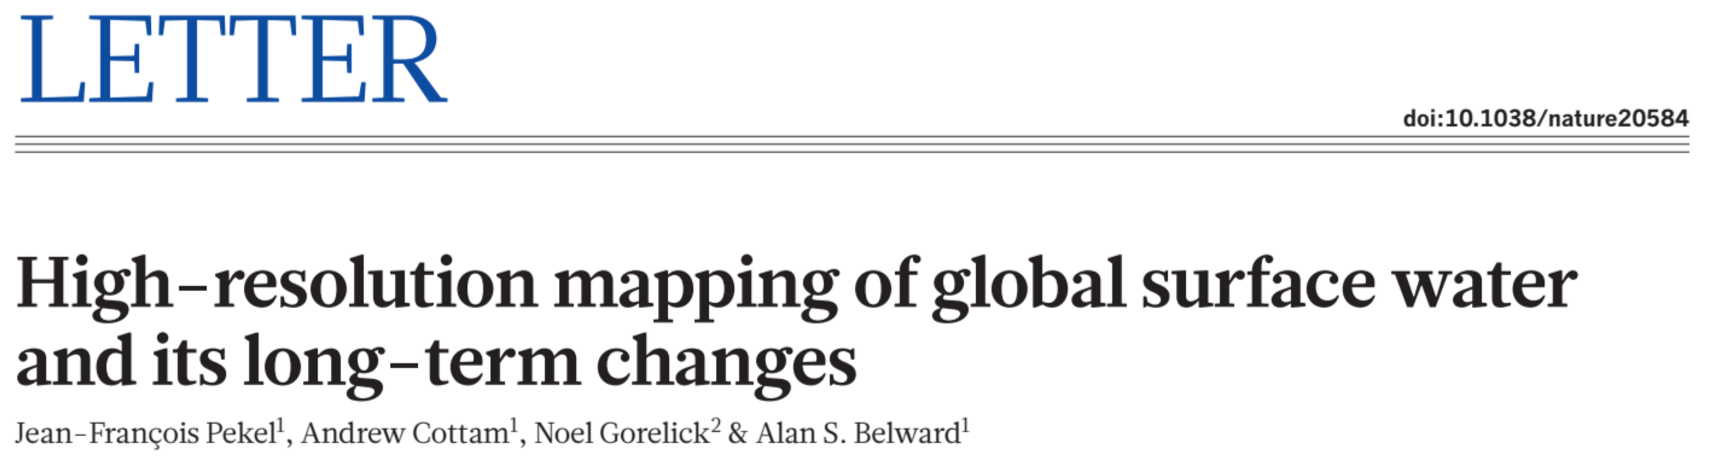 LETTER
doi:10.1038/nature20584
High-resolution mapping of global surface water
and its long-term changes
Jean-François Pekel¹, Andrew Cottam¹, Noel Gorelick² & Alan S. Belward¹